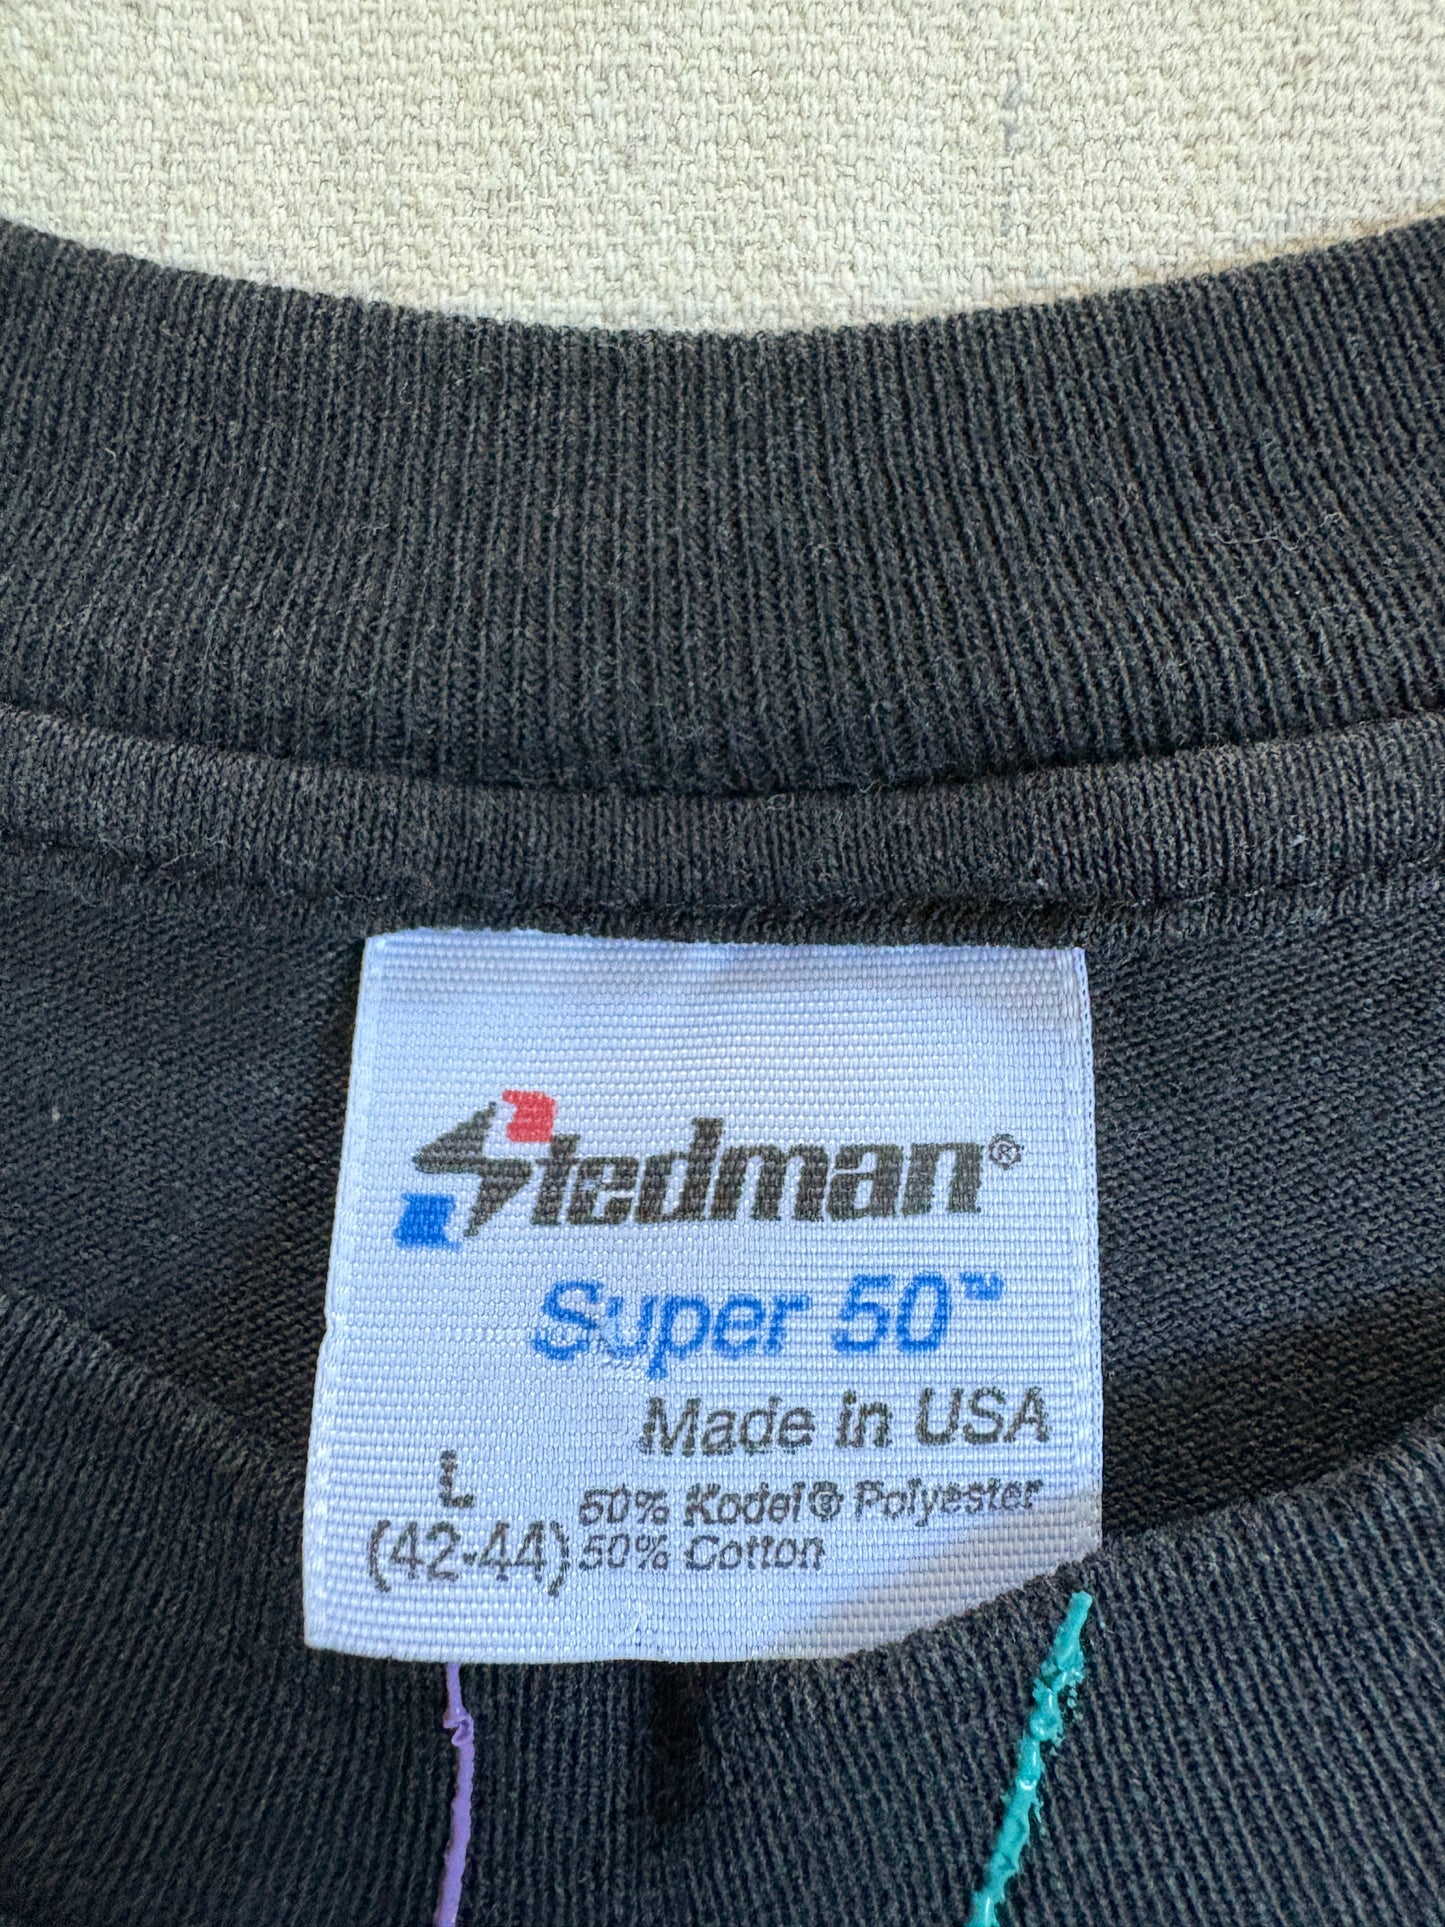 Stedman®
Super 50™
Made in USA
L
(42-44)
50% Kodel® Polyester
50% Cotton